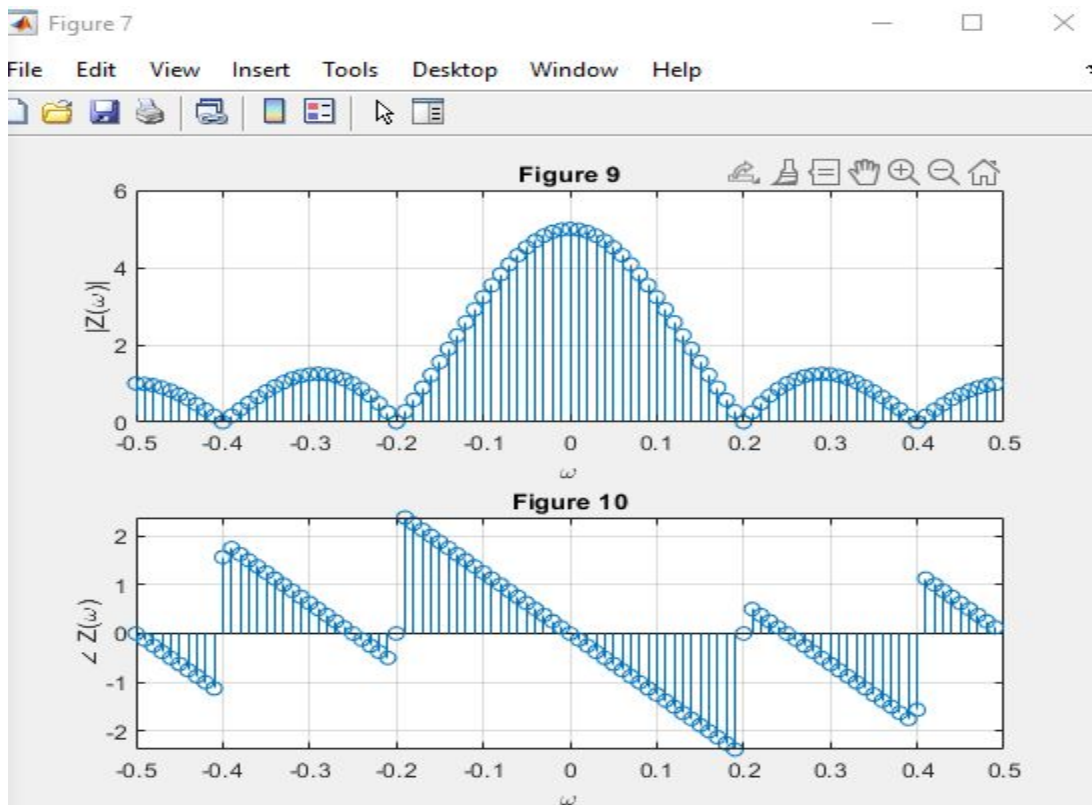 Figure 7
File Edit View Insert Tools Desktop Window Help
Figure 9
|Z(ω)|
6
4
2
0
-0.5 -0.4 -0.3 -0.2 -0.1 0 0.1 0.2 0.3 0.4 0.5
ω
Figure 10
∠ Z(ω)
2
1
0
-1
-2
-0.5 -0.4 -0.3 -0.2 -0.1 0 0.1 0.2 0.3 0.4 0.5
ω